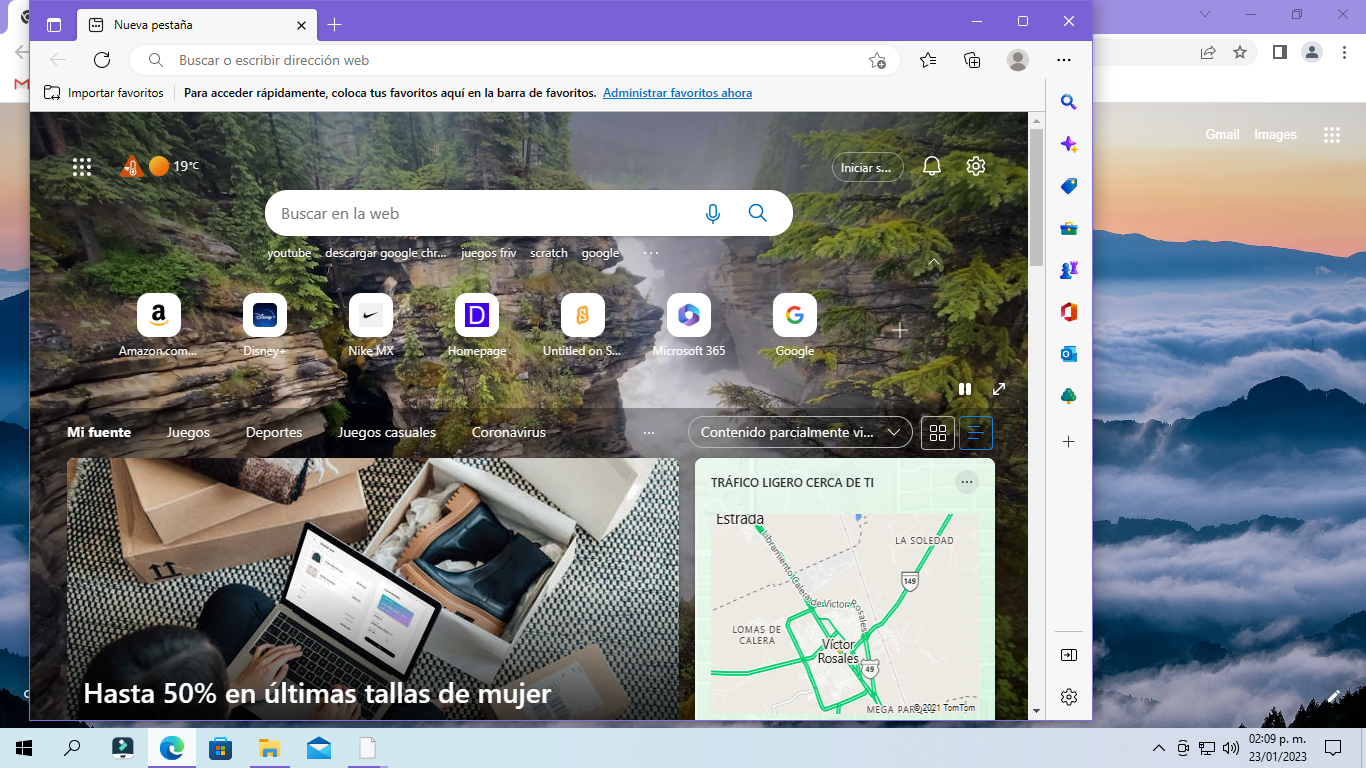 Nueva pestaña
Buscar o escribir dirección web
Importar favoritos
Para acceder rápidamente, coloca tus favoritos aquí en la barra de favoritos. Administrar favoritos ahora
Gmail Images
19°C
Iniciar s...
Buscar en la web
youtube descargar google chr... juegos friv scratch google ...
Amazon.com... Disney+ Nike MX Homepage Untitled on S... Microsoft 365 Google
Mi fuente Juegos Deportes Juegos casuales Coronavirus ... Contenido parcialmente vi...
TRÁFICO LIGERO CERCA DE TI
Estrada
LA SOLEDAD
149
Libramiento Calera de Víctor Rosales
LOMAS DE
CALERA
Víctor
Rosales
49
© 2021 TomTom
Hasta 50% en últimas tallas de mujer
02:09 p. m.
23/01/2023